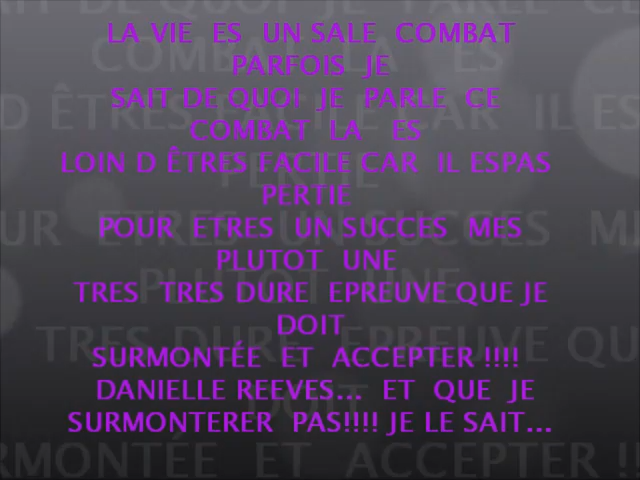 LA VIE ES UN SALE COMBAT
PARFOIS JE
SAIT DE QUOI JE PARLE CE
COMBAT LA ES
LOIN D ÊTRES FACILE CAR IL ESPAS
PERTIE
POUR ETRES UN SUCCES MES
PLUTOT UNE
TRES TRES DURE EPREUVE QUE JE
DOIT
SURMONTÉE ET ACCEPTER !!!!
DANIELLE REEVES... ET QUE JE
SURMONTERER PAS!!!! JE LE SAIT...